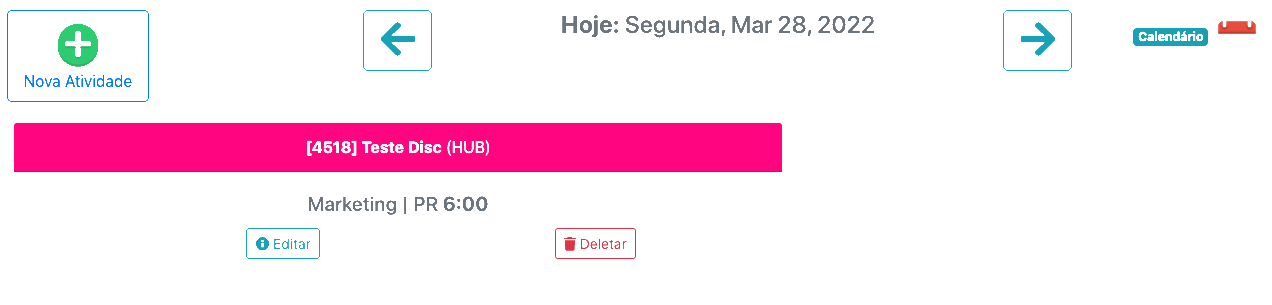 Nova Atividade
Hoje: Segunda, Mar 28, 2022
Calendário
[4518] Teste Disc (HUB)
Marketing | PR 6:00
Editar
Deletar